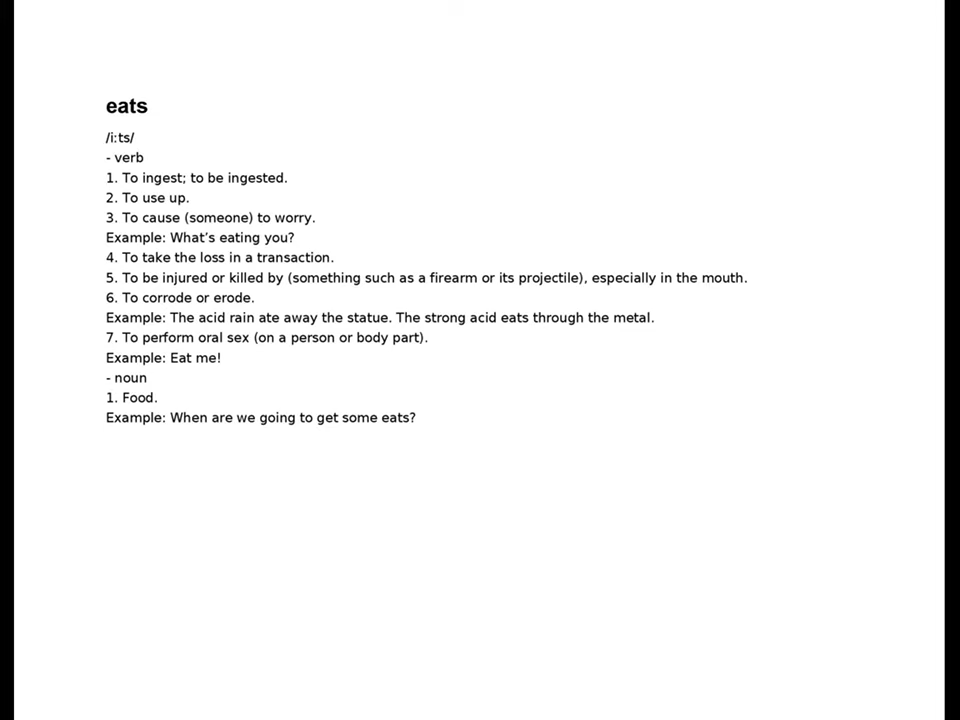 eats
/i:ts/
- verb
1. To ingest; to be ingested.
2. To use up.
3. To cause (someone) to worry.
Example: What’s eating you?
4. To take the loss in a transaction.
5. To be injured or killed by (something such as a firearm or its projectile), especially in the mouth.
6. To corrode or erode.
Example: The acid rain ate away the statue. The strong acid eats through the metal.
7. To perform oral sex (on a person or body part).
Example: Eat me!
- noun
1. Food.
Example: When are we going to get some eats?